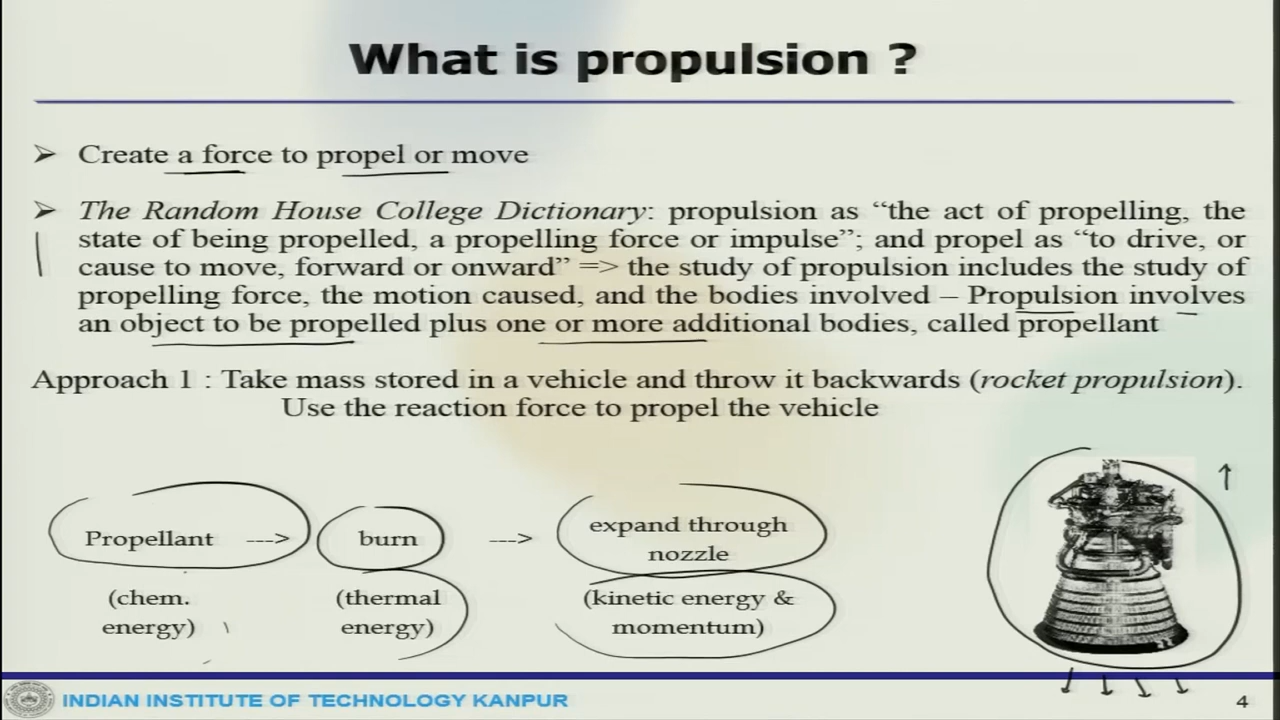 What is propulsion ?
➢ Create a force to propel or move
➢ The Random House College Dictionary: propulsion as “the act of propelling, the
state of being propelled, a propelling force or impulse”; and propel as “to drive, or
cause to move, forward or onward” => the study of propulsion includes the study of
propelling force, the motion caused, and the bodies involved – Propulsion involves
an object to be propelled plus one or more additional bodies, called propellant
Approach 1 : Take mass stored in a vehicle and throw it backwards (rocket propulsion).
Use the reaction force to propel the vehicle
Propellant ---> burn ---> expand through
nozzle
(chem. (thermal (kinetic energy &
energy) energy) momentum)
INDIAN INSTITUTE OF TECHNOLOGY KANPUR 4